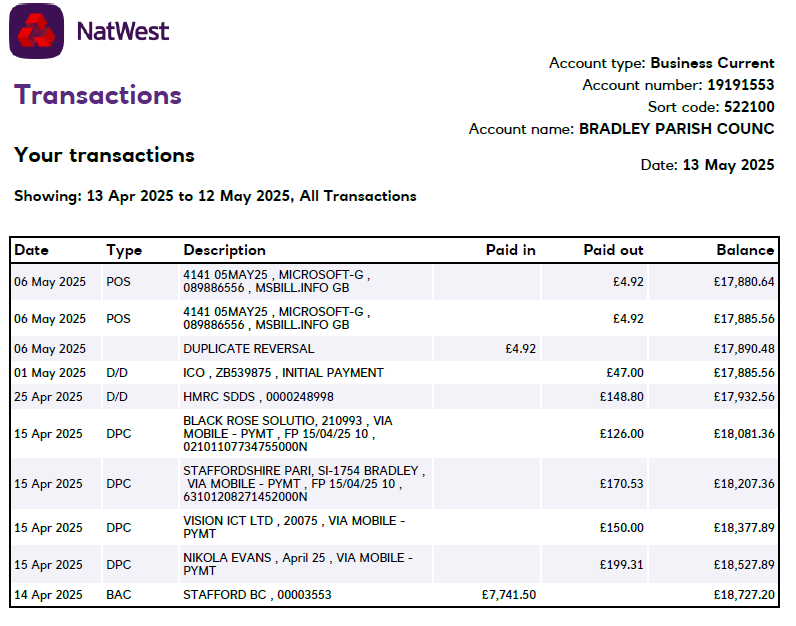 NatWest
Account type: Business Current
Transactions
Account number: 19191553
Sort code: 522100
Account name: BRADLEY PARISH COUNC
Your transactions
Date: 13 May 2025
Showing: 13 Apr 2025 to 12 May 2025, All Transactions
Date Type Description Paid in Paid out Balance
06 May 2025 POS 4141 05MAY25 , MICROSOFT-G , £4.92 £17,880.64
089886556 , MSBILL.INFO GB
06 May 2025 POS 4141 05MAY25 , MICROSOFT-G , £4.92 £17,885.56
089886556 , MSBILL.INFO GB
06 May 2025 DUPLICATE REVERSAL £4.92 £17,890.48
01 May 2025 D/D ICO , ZB539875 , INITIAL PAYMENT £47.00 £17,885.56
25 Apr 2025 D/D HMRC SDDS , 0000248998 £148.80 £17,932.56
BLACK ROSE SOLUTIO, 210993 , VIA
15 Apr 2025 DPC MOBILE - PYMT , FP 15/04/25 10 , £126.00 £18,081.36
02101107734755000N
STAFFORDSHIRE PARI, SI-1754 BRADLEY ,
15 Apr 2025 DPC VIA MOBILE - PYMT , FP 15/04/25 10 , £170.53 £18,207.36
63101208271452000N
15 Apr 2025 DPC VISION ICT LTD , 20075 , VIA MOBILE - £150.00 £18,377.89
PYMT
15 Apr 2025 DPC NIKOLA EVANS , April 25 , VIA MOBILE - £199.31 £18,527.89
PYMT
14 Apr 2025 BAC STAFFORD BC , 00003553 £7,741.50 £18,727.20